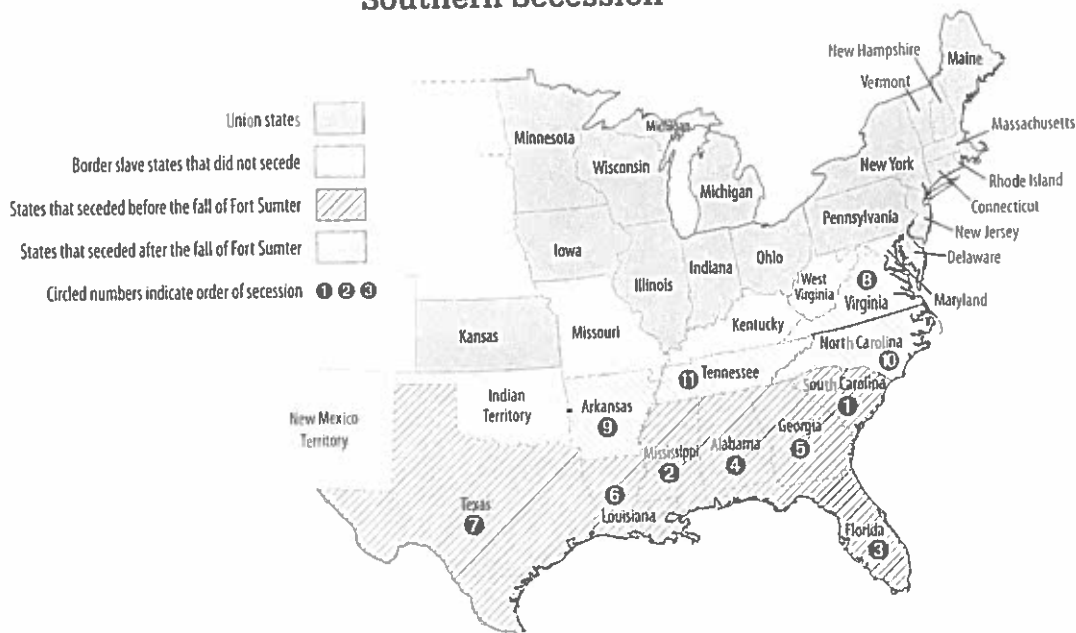 Southern Secession
Union states
Border slave states that did not secede
States that seceded before the fall of Fort Sumter
States that seceded after the fall of Fort Sumter
Circled numbers indicate order of secession ❶ ❷ ❸
New Hampshire
Maine
Vermont
Massachusetts
Minnesota
Michigan
Wisconsin
Michigan
New York
Rhode Island
Connecticut
Pennsylvania
New Jersey
Iowa
Ohio
Delaware
Illinois
Indiana
West
Virginia
8
Virginia
Maryland
Kansas
Missouri
Kentucky
North Carolina
10
11 Tennessee
South Carolina
1
Indian
Territory
New Mexico
Territory
Arkansas
9
Georgia
5
Mississippi
2
Alabama
4
6
Louisiana
Texas
7
Florida
3